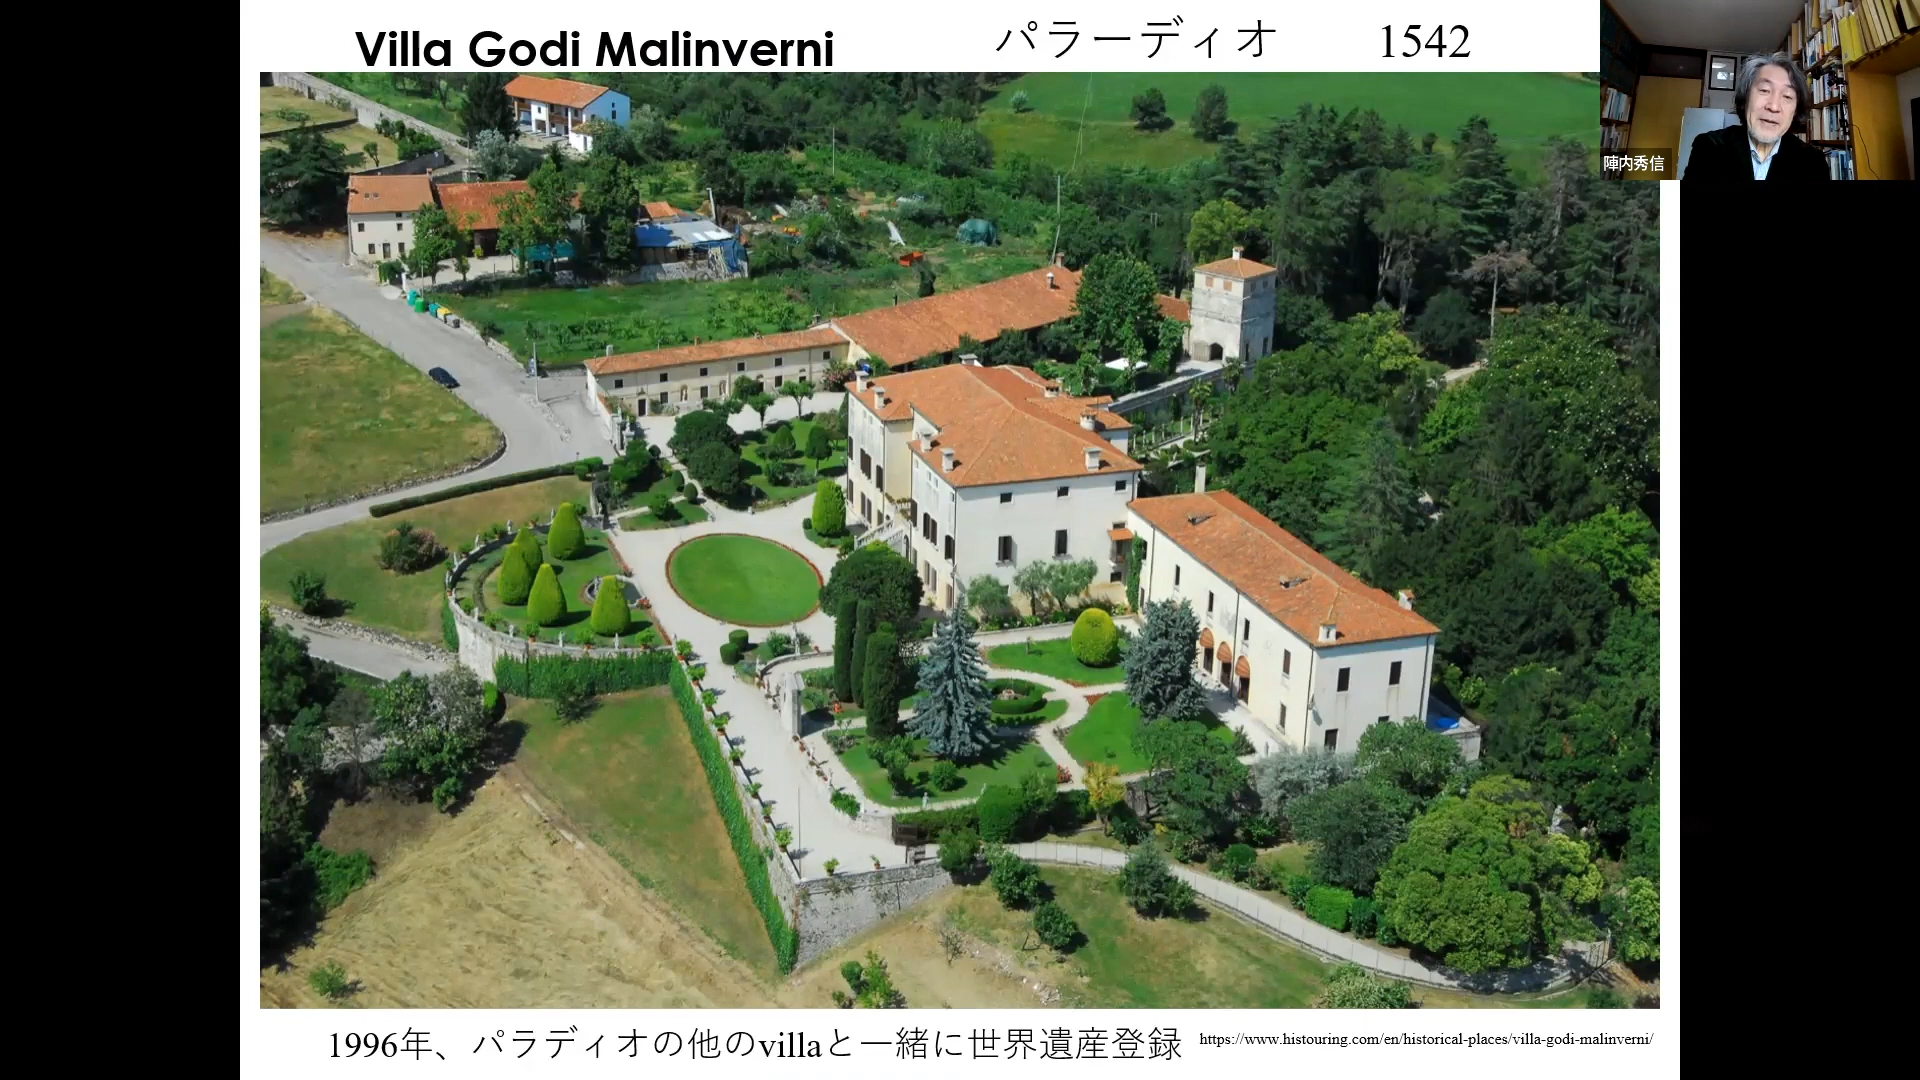 Villa Godi Malinverni
パラーディオ 1542
陣内秀信
1996年、パラディオの他のvillaと一緒に世界遺産登録
https://www.histouring.com/en/historical-places/villa-godi-malinverni/